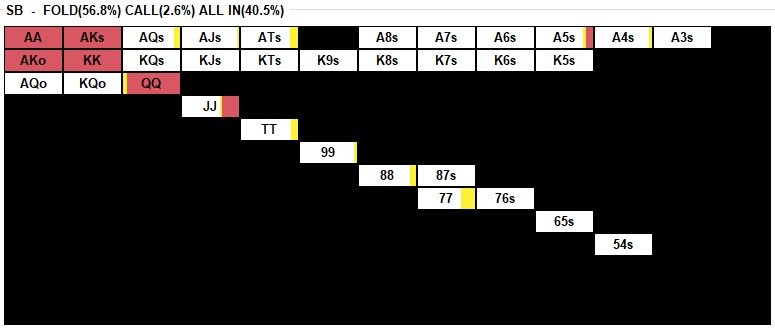 SB - FOLD(56.8%) CALL(2.6%) ALL IN(40.5%)
AA AKs AQs AJs ATs A8s A7s A6s A5s A4s A3s
AKo KK KQs KJs KTs K9s K8s K7s K6s K5s
AQo KQo QQ
JJ
TT
99
88 87s
77 76s
65s
54s